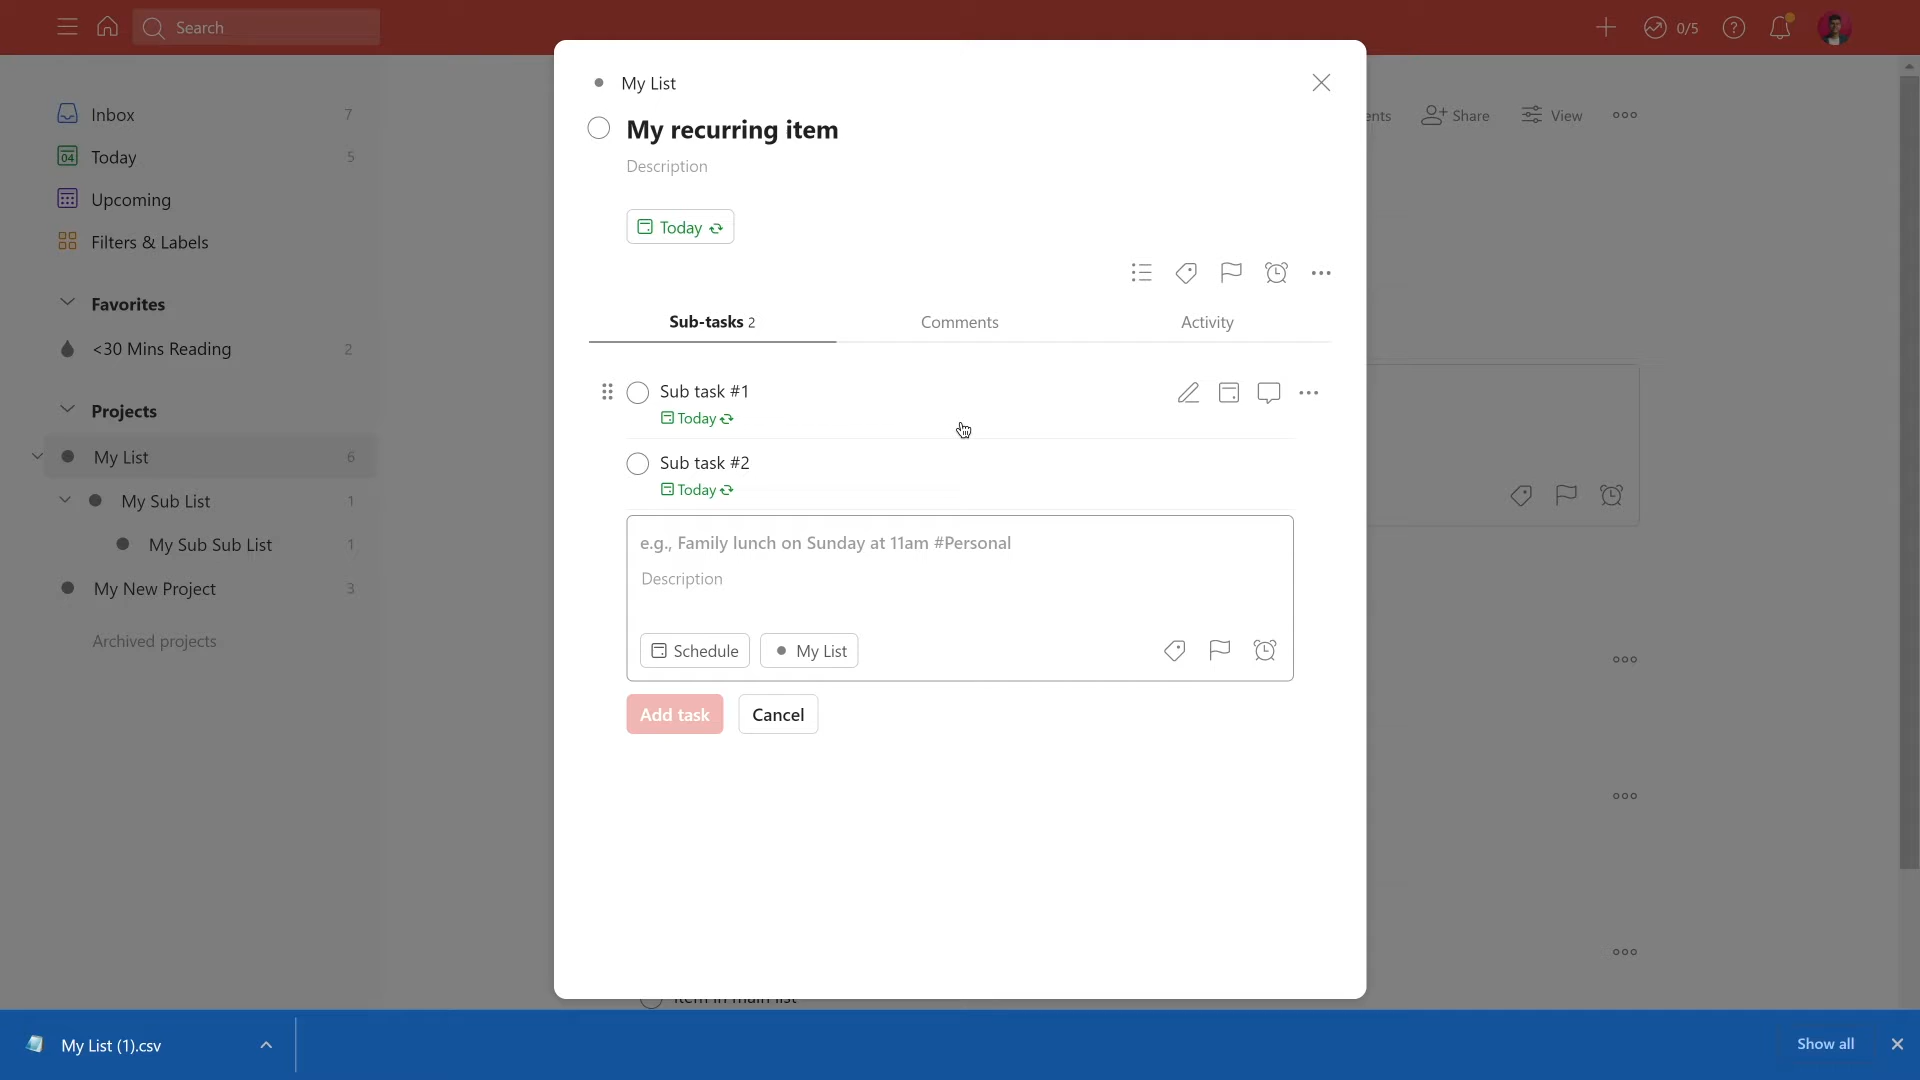 Search
0/5
Inbox 7
04 Today 5
Upcoming
Filters & Labels
Favorites
<30 Mins Reading 2
Projects
My List 6
My Sub List 1
My Sub Sub List 1
My New Project 3
Archived projects
Share
View
My List
My recurring item
Description
Today
Sub-tasks 2
Comments
Activity
Sub task #1
Today
Sub task #2
Today
e.g., Family lunch on Sunday at 11am #Personal
Description
Schedule
My List
Add task
Cancel
My List (1).csv
Show all